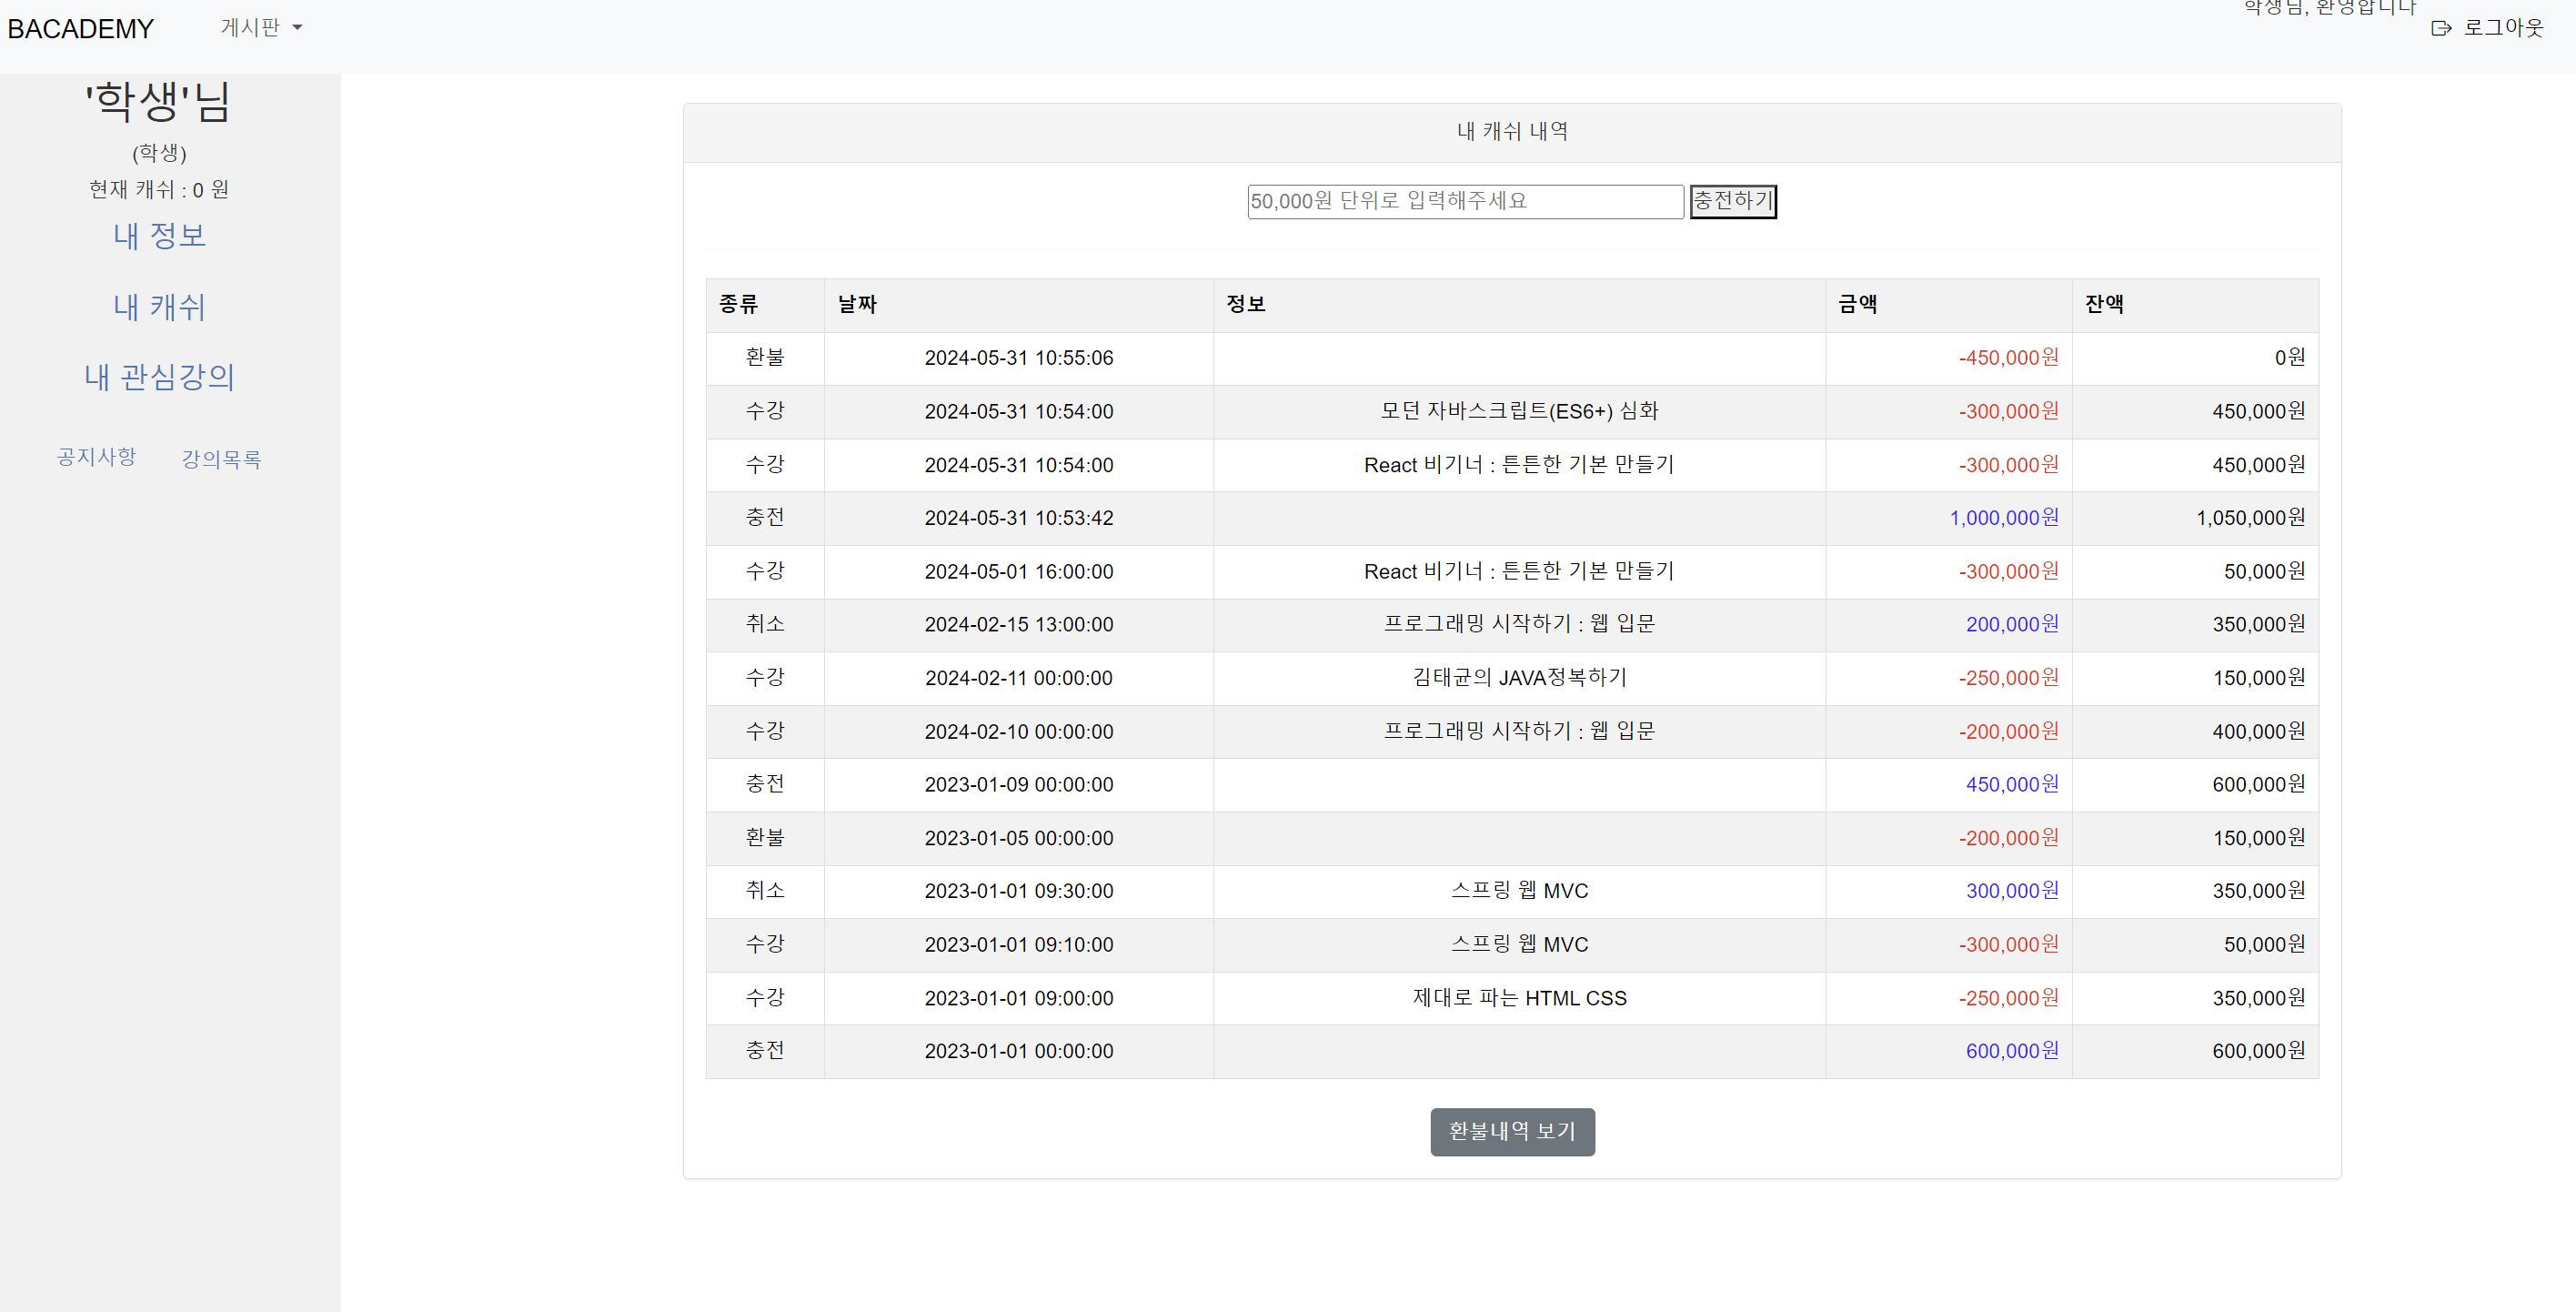 BACADEMY 게시판 학생님, 환영합니다
로그아웃
'학생'님
(학생)
현재 캐쉬 : 0 원
내 정보
내 캐쉬
내 관심강의
공지사항 강의목록
내 캐쉬 내역
50,000원 단위로 입력해주세요 충전하기
종류 날짜 정보 금액 잔액
환불 2024-05-31 10:55:06 -450,000원 0원
수강 2024-05-31 10:54:00 모던 자바스크립트(ES6+) 심화 -300,000원 450,000원
수강 2024-05-31 10:54:00 React 비기너 : 튼튼한 기본 만들기 -300,000원 450,000원
충전 2024-05-31 10:53:42 1,000,000원 1,050,000원
수강 2024-05-01 16:00:00 React 비기너 : 튼튼한 기본 만들기 -300,000원 50,000원
취소 2024-02-15 13:00:00 프로그래밍 시작하기 : 웹 입문 200,000원 350,000원
수강 2024-02-11 00:00:00 김태균의 JAVA정복하기 -250,000원 150,000원
수강 2024-02-10 00:00:00 프로그래밍 시작하기 : 웹 입문 -200,000원 400,000원
충전 2023-01-09 00:00:00 450,000원 600,000원
환불 2023-01-05 00:00:00 -200,000원 150,000원
취소 2023-01-01 09:30:00 스프링 웹 MVC 300,000원 350,000원
수강 2023-01-01 09:10:00 스프링 웹 MVC -300,000원 50,000원
수강 2023-01-01 09:00:00 제대로 파는 HTML CSS -250,000원 350,000원
충전 2023-01-01 00:00:00 600,000원 600,000원
환불내역 보기